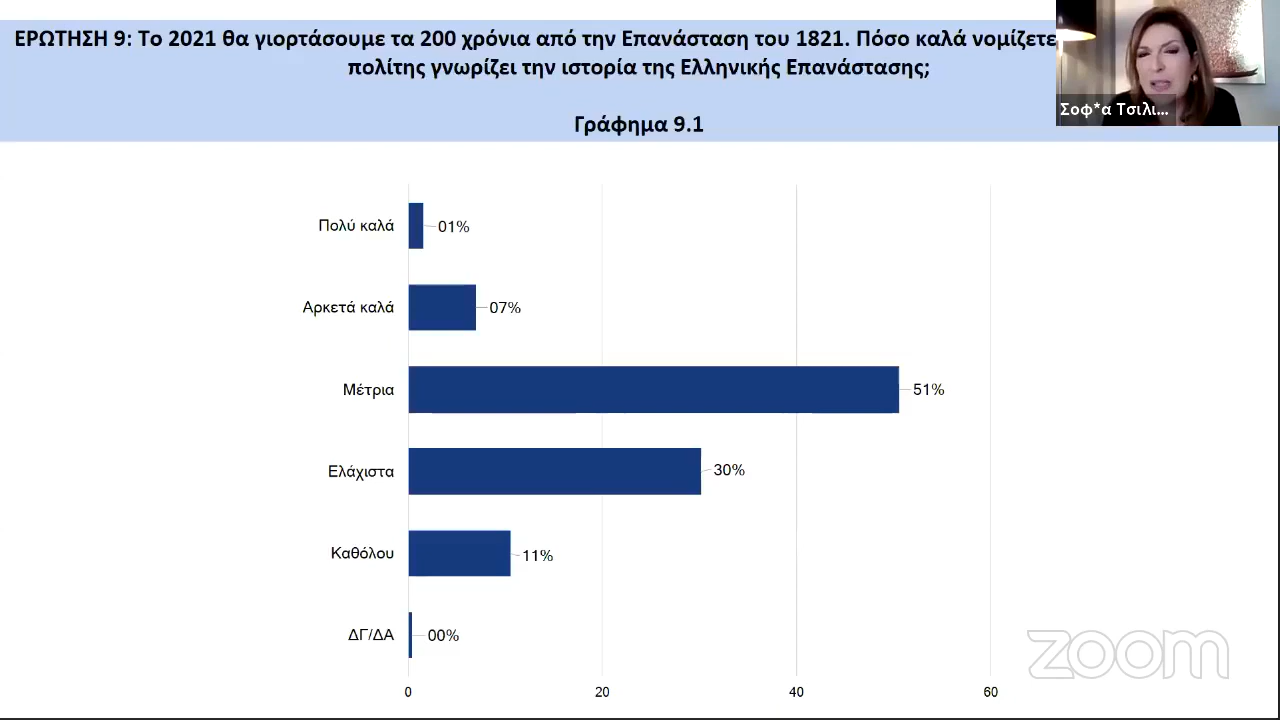 ΕΡΩΤΗΣΗ 9: Το 2021 θα γιορτάσουμε τα 200 χρόνια από την Επανάσταση του 1821. Πόσο καλά νομίζετε
πολίτης γνωρίζει την ιστορία της Ελληνικής Επανάστασης;
Γράφημα 9.1
Σοφ*α Τσιλι...
Πολύ καλά 01%
Αρκετά καλά 07%
Μέτρια 51%
Ελάχιστα 30%
Καθόλου 11%
ΔΓ/ΔΑ 00%
0 20 40 60
zoom